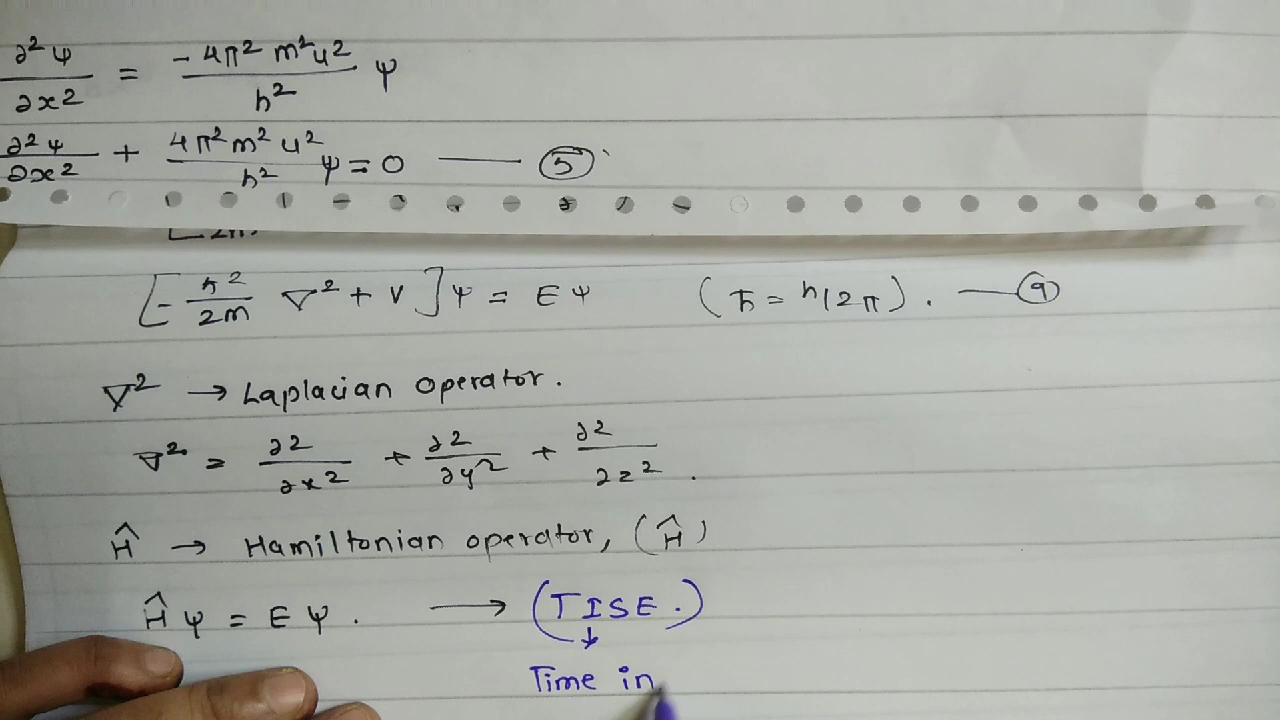 ∂²ψ/∂x² = -4π²m²u²/h² ψ
∂²ψ/∂x² + 4π²m²u²/h² ψ = 0 —— ⑤
[-ħ²/2m ∇² + V]ψ = Eψ (ħ = h/2π). —— ⑨
∇² → Laplacian operator.
∇² = ∂²/∂x² + ∂²/∂y² + ∂²/∂z².
Ĥ → Hamiltonian operator, (Ĥ)
Ĥψ = Eψ. → (TISE.)
↓
Time in